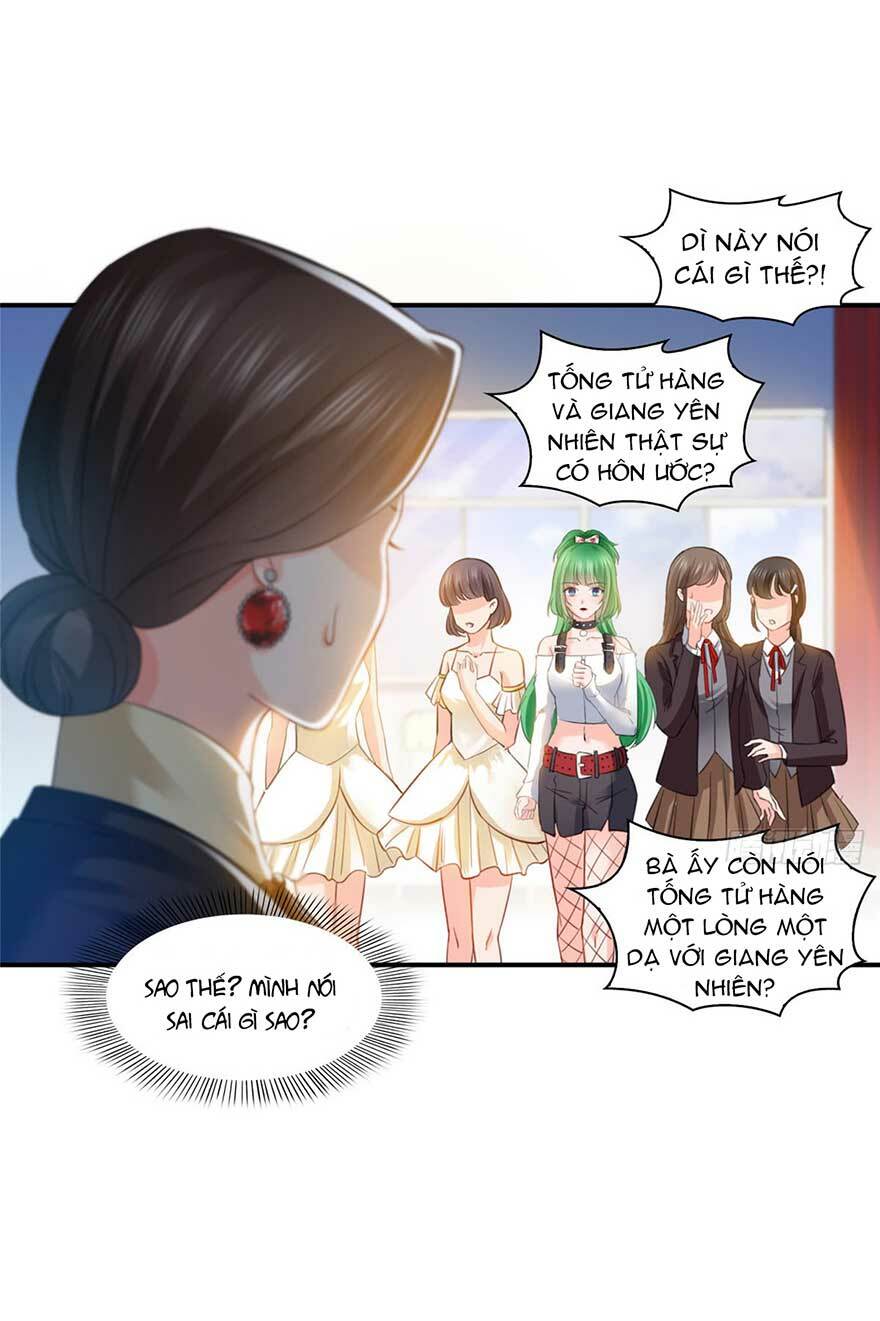 DÌ NÀY NÓI
CÁI GÌ THẾ?!
TỐNG TỬ HÀNG
VÀ GIANG YÊN
NHIÊN THẬT SỰ
CÓ HÔN ƯỚC?
BÀ ẤY CÒN NÓI
TỐNG TỬ HÀNG
MỘT LÒNG MỘT
DẠ VỚI GIANG YÊN
NHIÊN?
SAO THẾ? MÌNH NÓI
SAI CÁI GÌ SAO?